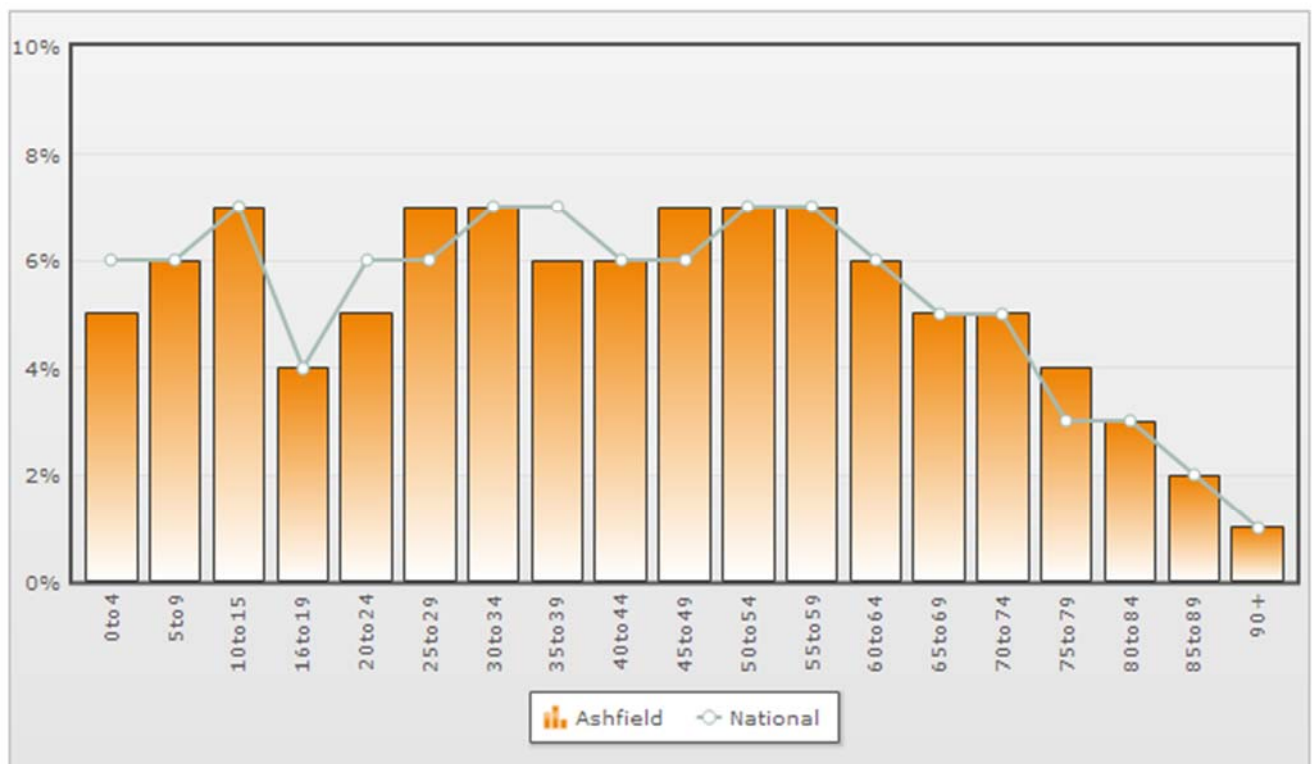 10%
8%
6%
4%
2%
0%
0to4
5to9
10to15
16to19
20to24
25to29
30to34
35to39
40to44
45to49
50to54
55to59
60to64
65to69
70to74
75to79
80to84
85to89
90+
Ashfield National